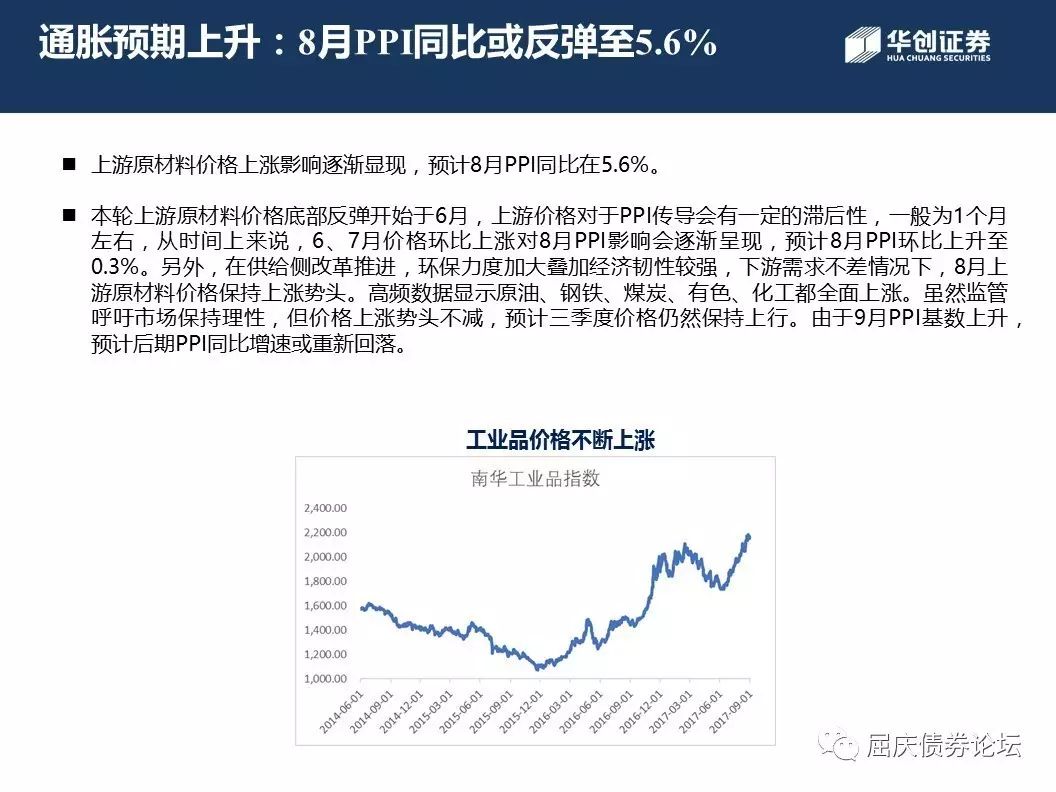 通胀预期上升：8月PPI同比或反弹至5.6%
华创证券
HUA CHUANG SECURITIES
■ 上游原材料价格上涨影响逐渐显现，预计8月PPI同比在5.6%。
■ 本轮上游原材料价格底部反弹开始于6月，上游价格对于PPI传导会有一定的滞后性，一般为1个月
左右，从时间上来说，6、7月价格环比上涨对8月PPI影响会逐渐呈现，预计8月PPI环比上升至
0.3%。另外，在供给侧改革推进，环保力度加大叠加经济韧性较强，下游需求不差情况下，8月上
游原材料价格保持上涨势头。高频数据显示原油、钢铁、煤炭、有色、化工都全面上涨。虽然监管
呼吁市场保持理性，但价格上涨势头不减，预计三季度价格仍然保持上行。由于9月PPI基数上升，
预计后期PPI同比增速或重新回落。
工业品价格不断上涨
南华工业品指数
2,400.00
2,200.00
2,000.00
1,800.00
1,600.00
1,400.00
1,200.00
1,000.00
2014-06-01
2014-09-01
2014-12-01
2015-03-01
2015-06-01
2015-09-01
2015-12-01
2016-03-01
2016-06-01
2016-09-01
2016-12-01
2017-03-01
2017-06-01
2017-09-01
屈庆债券论坛